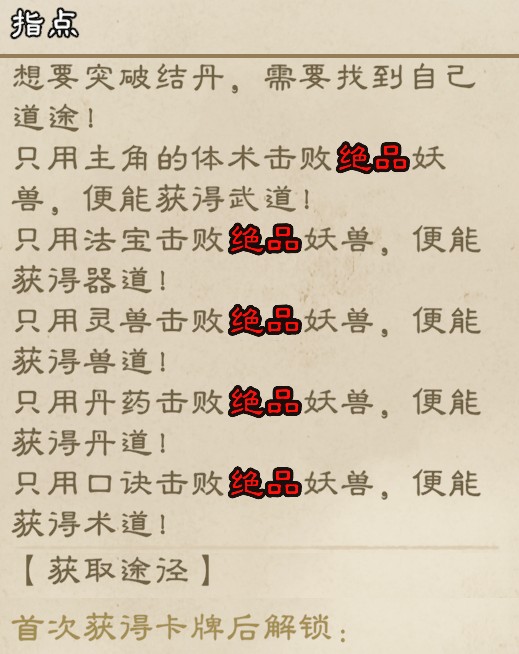 指点
想要突破结丹，需要找到自己
道途！
只用主角的体术击败绝品妖
兽，便能获得武道！
只用法宝击败绝品妖兽，便能
获得器道！
只用灵兽击败绝品妖兽，便能
获得兽道！
只用丹药击败绝品妖兽，便能
获得丹道！
只用口诀击败绝品妖兽，便能
获得术道！
【获取途径】
首次获得卡牌后解锁：